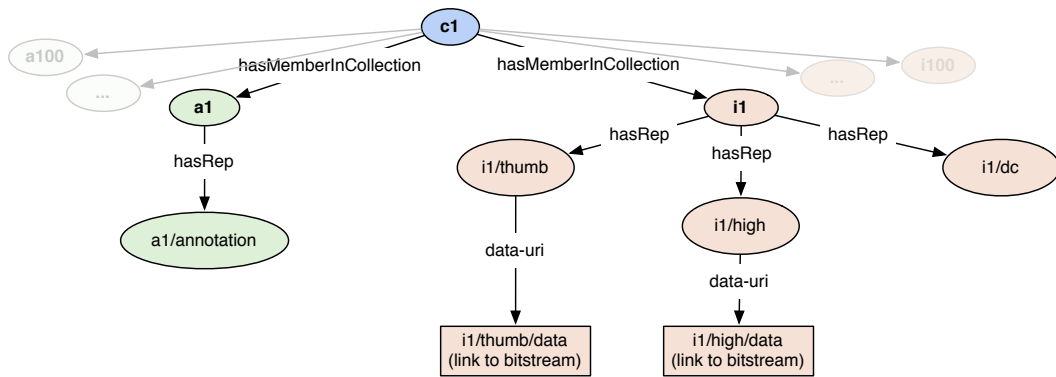 c1
a100
...
...
i100
hasMemberInCollection
hasMemberInCollection
a1
i1
hasRep
hasRep
hasRep
hasRep
i1/thumb
i1/dc
a1/annotation
i1/high
data-uri
data-uri
i1/thumb/data
(link to bitstream)
i1/high/data
(link to bitstream)